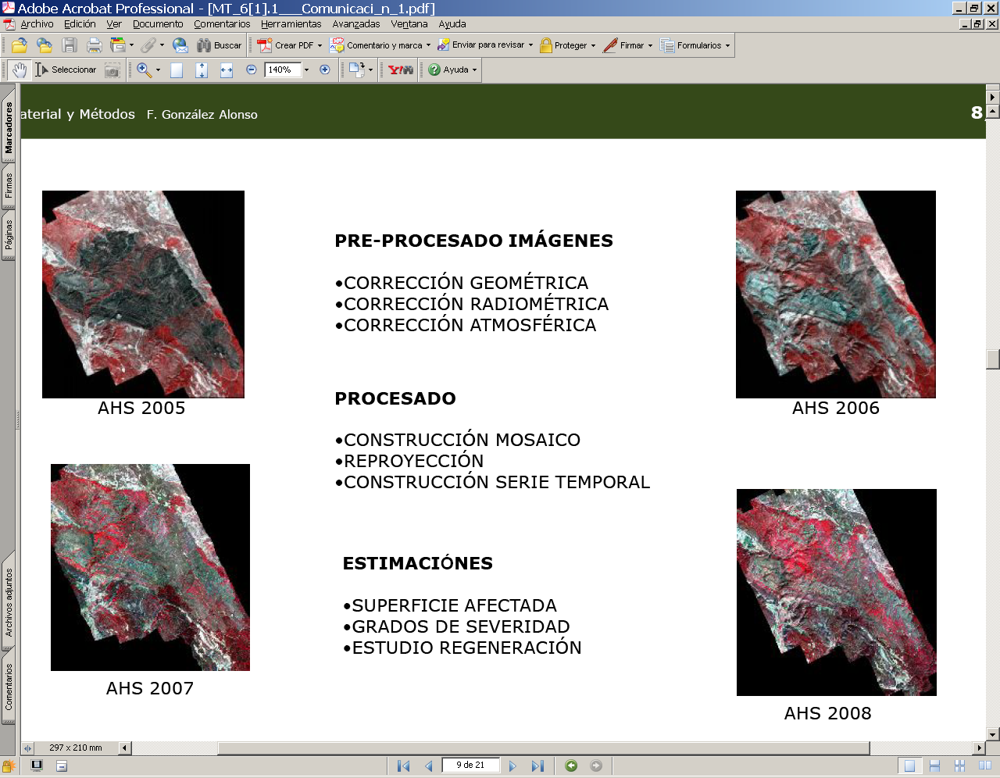 Adobe Acrobat Professional - [MT_6[1].1___Comunicaci_n_1.pdf]
Archivo Edición Ver Documento Comentarios Herramientas Avanzadas Ventana Ayuda
Buscar Crear PDF Comentario y marca Enviar para revisar Proteger Firmar Formularios
Seleccionar 140% Y! Ayuda
aterial y Métodos F. González Alonso 8
Marcadores
Firmas
Páginas
Archivos adjuntos
Comentarios
AHS 2005
PRE-PROCESADO IMÁGENES
•CORRECCIÓN GEOMÉTRICA
•CORRECCIÓN RADIOMÉTRICA
•CORRECCIÓN ATMOSFÉRICA
AHS 2006
PROCESADO
•CONSTRUCCIÓN MOSAICO
•REPROYECCIÓN
•CONSTRUCCIÓN SERIE TEMPORAL
AHS 2007
ESTIMACIÓNES
•SUPERFICIE AFECTADA
•GRADOS DE SEVERIDAD
•ESTUDIO REGENERACIÓN
AHS 2008
297 x 210 mm
9 de 21